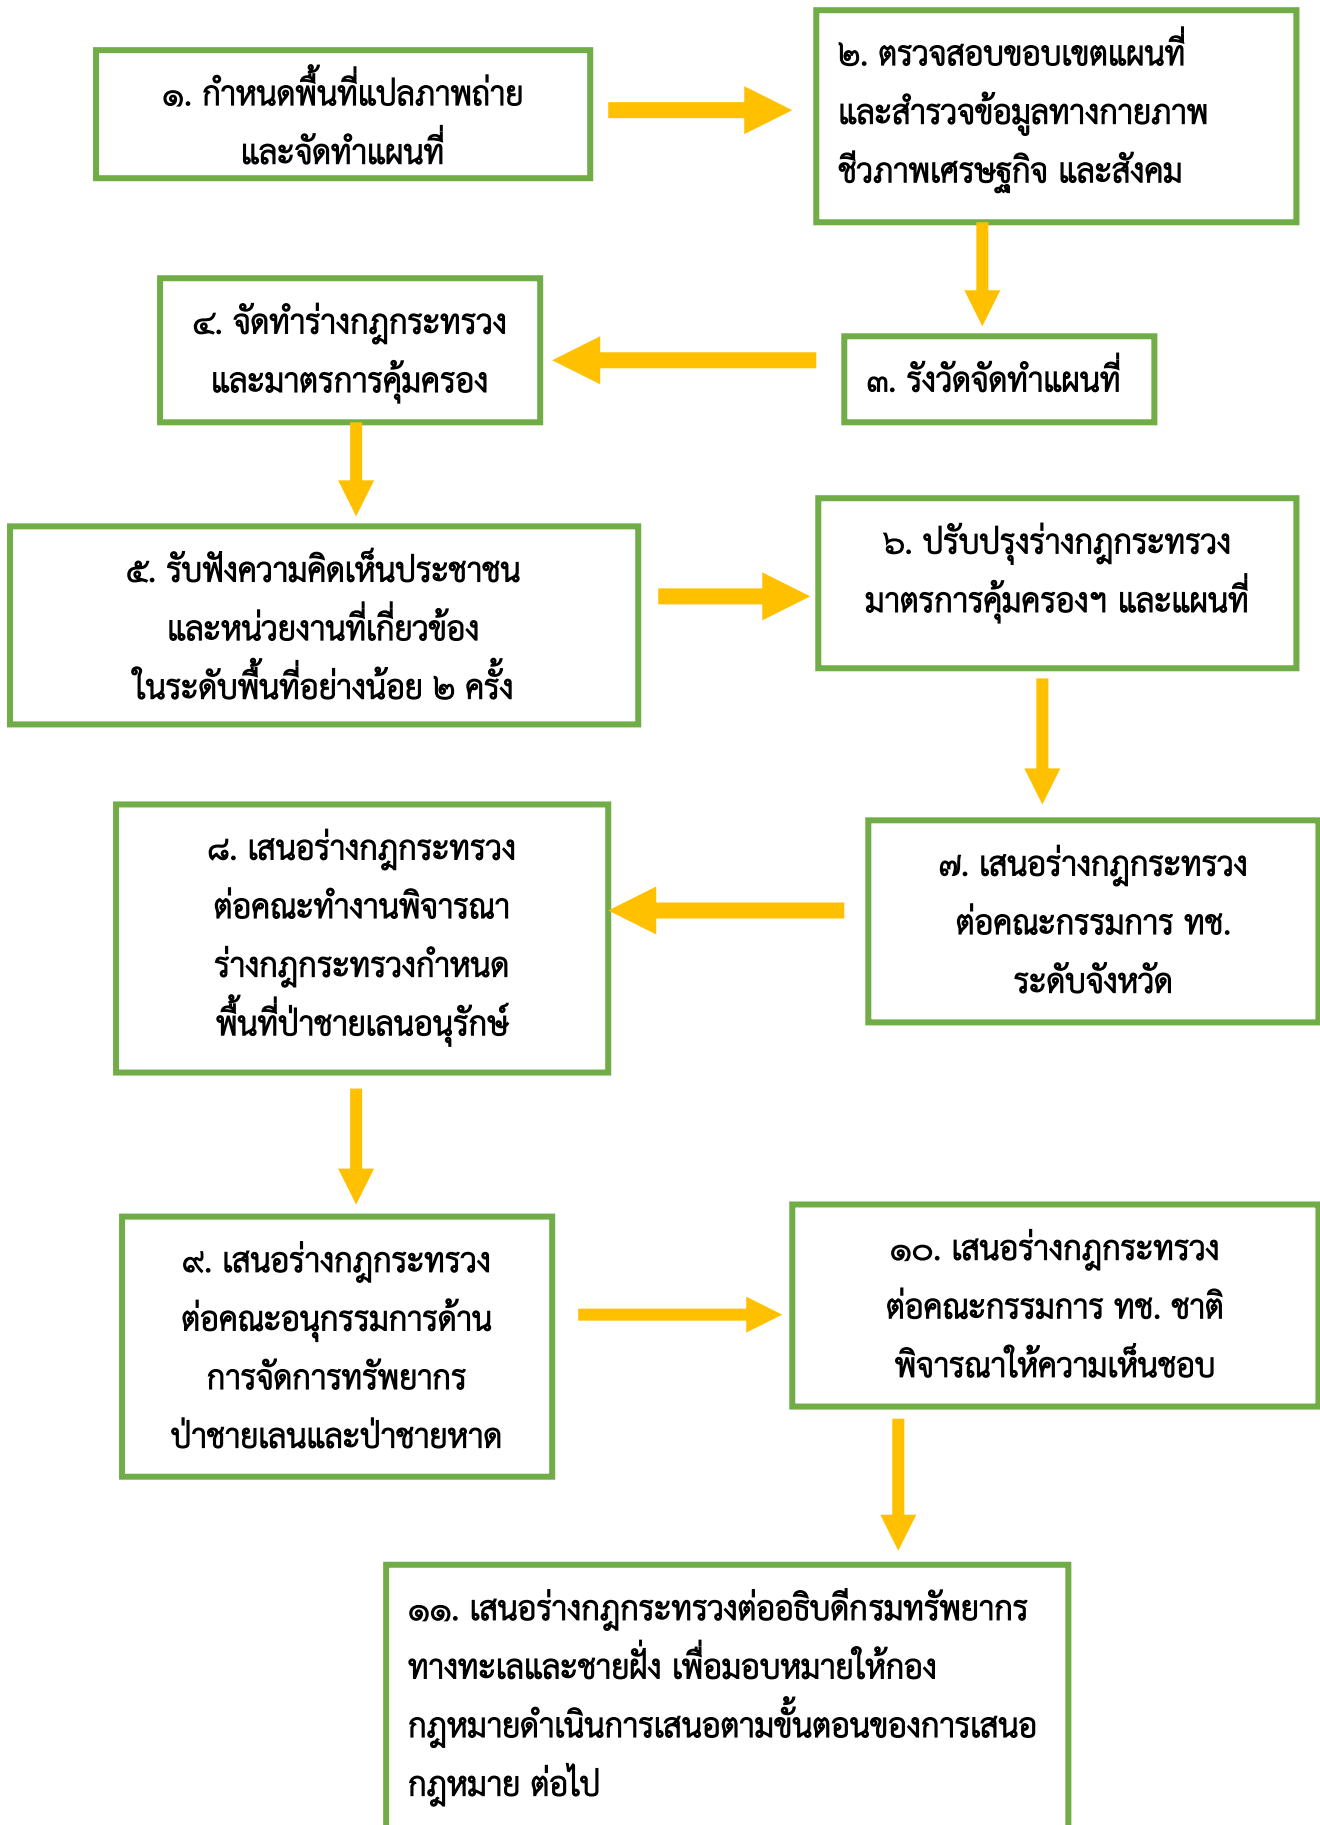 ๑. กำหนดพื้นที่แปลภาพถ่าย
และจัดทำแผนที่
๒. ตรวจสอบขอบเขตแผนที่
และสำรวจข้อมูลทางกายภาพ
ชีวภาพเศรษฐกิจ และสังคม
๓. รังวัดจัดทำแผนที่
๔. จัดทำร่างกฎกระทรวง
และมาตรการคุ้มครอง
๕. รับฟังความคิดเห็นประชาชน
และหน่วยงานที่เกี่ยวข้อง
ในระดับพื้นที่อย่างน้อย ๒ ครั้ง
๖. ปรับปรุงร่างกฎกระทรวง
มาตรการคุ้มครองฯ และแผนที่
๗. เสนอร่างกฎกระทรวง
ต่อคณะกรรมการ ทช.
ระดับจังหวัด
๘. เสนอร่างกฎกระทรวง
ต่อคณะทำงานพิจารณา
ร่างกฎกระทรวงกำหนด
พื้นที่ป่าชายเลนอนุรักษ์
๙. เสนอร่างกฎกระทรวง
ต่อคณะอนุกรรมการด้าน
การจัดการทรัพยากร
ป่าชายเลนและป่าชายหาด
๑๐. เสนอร่างกฎกระทรวง
ต่อคณะกรรมการ ทช. ชาติ
พิจารณาให้ความเห็นชอบ
๑๑. เสนอร่างกฎกระทรวงต่ออธิบดีกรมทรัพยากร
ทางทะเลและชายฝั่ง เพื่อมอบหมายให้กอง
กฎหมายดำเนินการเสนอตามขั้นตอนของการเสนอ
กฎหมาย ต่อไป